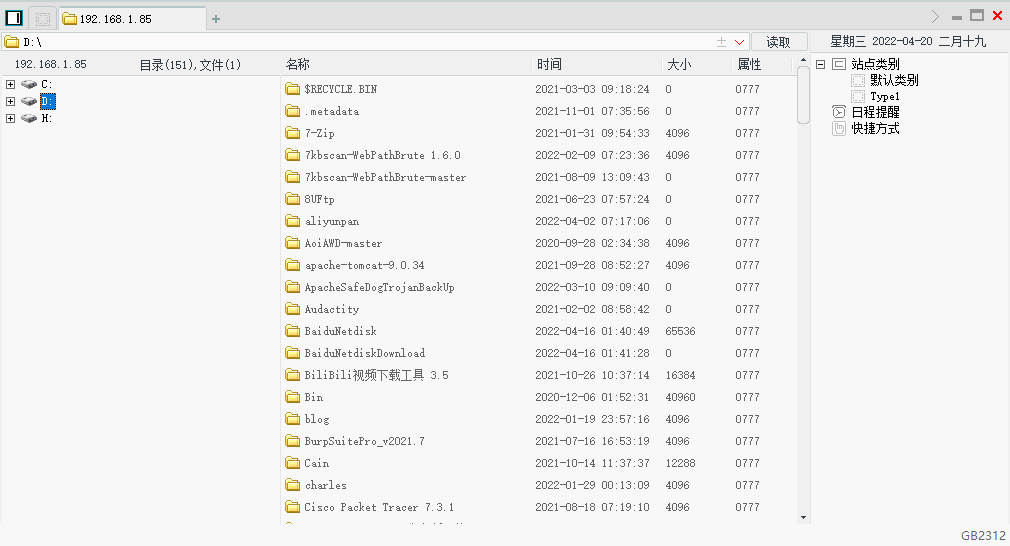 192.168.1.85
D:\ 读取 星期三 2022-04-20 二月十九
192.168.1.85 目录(151),文件(1) 名称 时间 大小 属性
C:
D:
H:
$RECYCLE.BIN 2021-03-03 09:18:24 0 0777
.metadata 2021-11-01 07:35:56 0 0777
7-Zip 2021-01-31 09:54:33 4096 0777
7kbscan-WebPathBrute 1.6.0 2022-02-09 07:23:36 4096 0777
7kbscan-WebPathBrute-master 2021-08-09 13:09:43 0 0777
8UFtp 2021-06-23 07:57:24 0 0777
aliyunpan 2022-04-02 07:17:06 0 0777
AoiAWD-master 2020-09-28 02:34:38 4096 0777
apache-tomcat-9.0.34 2021-09-28 08:52:27 4096 0777
ApacheSafeDogTrojanBackUp 2022-03-10 09:09:40 0 0777
Audactity 2021-02-02 08:58:42 0 0777
BaiduNetdisk 2022-04-16 01:40:49 65536 0777
BaiduNetdiskDownload 2022-04-16 01:41:28 0 0777
BiliBili视频下载工具 3.5 2021-10-26 10:37:14 16384 0777
Bin 2020-12-06 01:52:31 40960 0777
blog 2022-01-19 23:57:16 4096 0777
BurpSuitePro_v2021.7 2021-07-16 16:53:19 4096 0777
Cain 2021-10-14 11:37:37 12288 0777
charles 2022-01-29 00:13:09 4096 0777
Cisco Packet Tracer 7.3.1 2021-08-18 07:19:10 4096 0777
站点类别
默认类别
Type1
日程提醒
快捷方式
GB2312